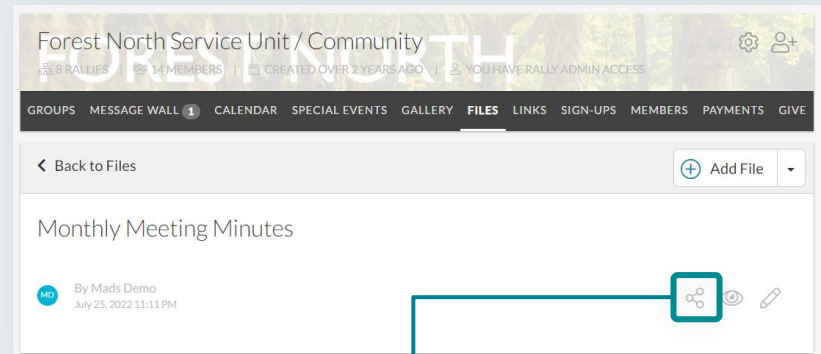 Forest North Service Unit / Community
FOREST NORTH
8 RALLIES | 14 MEMBERS | CREATED OVER 2 YEARS AGO | YOU HAVE RALLY ADMIN ACCESS
GROUPS MESSAGE WALL 1 CALENDAR SPECIAL EVENTS GALLERY FILES LINKS SIGN-UPS MEMBERS PAYMENTS GIVE
Back to Files Add File
Monthly Meeting Minutes
MD By Mads Demo
July 25, 2022 11:11 PM